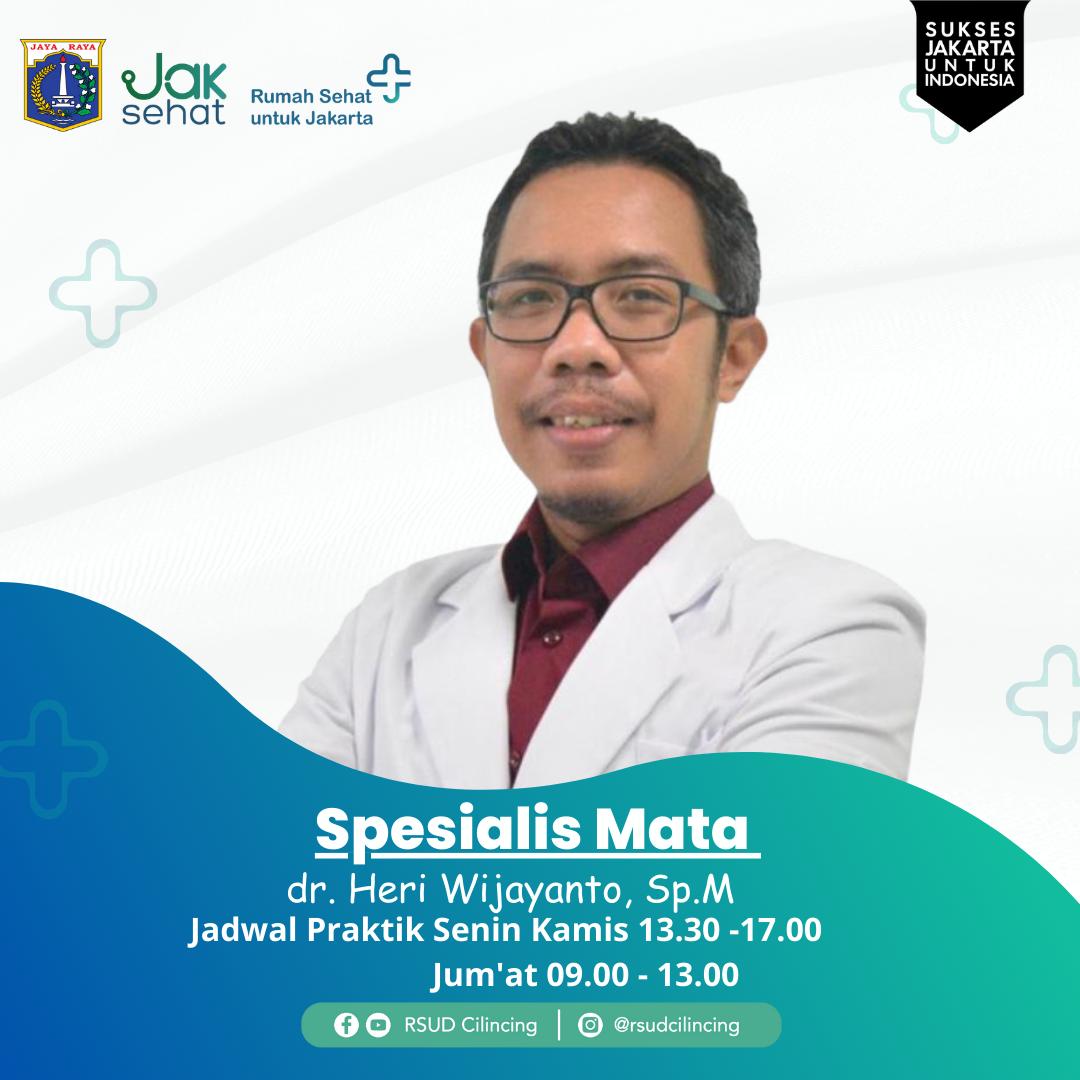 JAYA RAYA
Jak
sehat
Rumah Sehat
untuk Jakarta
SUKSES
JAKARTA
UNTUK
INDONESIA
Spesialis Mata
dr. Heri Wijayanto, Sp.M
Jadwal Praktik Senin Kamis 13.30 -17.00
Jum'at 09.00 - 13.00
RSUD Cilincing | @rsudcilincing